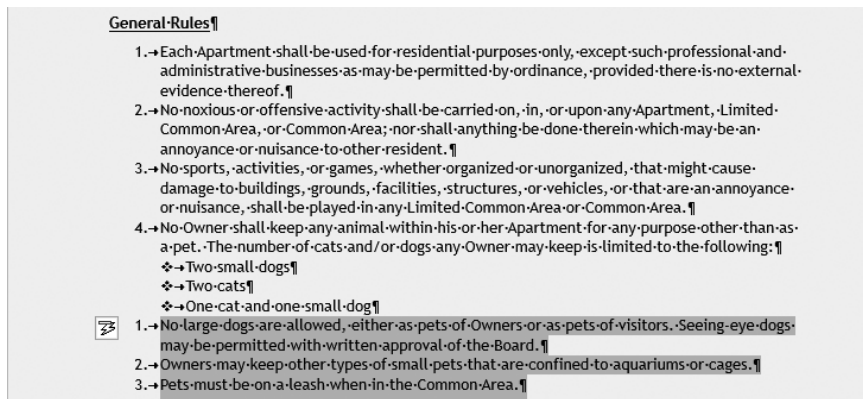 General Rules¶
1.→Each·Apartment·shall·be·used·for·residential·purposes·only,·except·such·professional·and·
administrative·businesses·as·may·be·permitted·by·ordinance,·provided·there·is·no·external·
evidence·thereof.¶
2.→No·noxious·or·offensive·activity·shall·be·carried·on,·in,·or·upon·any·Apartment,·Limited·
Common·Area,·or·Common·Area;·nor·shall·anything·be·done·therein·which·may·be·an·
annoyance·or·nuisance·to·other·resident.¶
3.→No·sports,·activities,·or·games,·whether·organized·or·unorganized,·that·might·cause·
damage·to·buildings,·grounds,·facilities,·structures,·or·vehicles,·or·that·are·an·annoyance·
or·nuisance,·shall·be·played·in·any·Limited·Common·Area·or·Common·Area.¶
4.→No·Owner·shall·keep·any·animal·within·his·or·her·Apartment·for·any·purpose·other·than·as·
a·pet.·The·number·of·cats·and/or·dogs·any·Owner·may·keep·is·limited·to·the·following:¶
❖→Two·small·dogs¶
❖→Two·cats¶
❖→One·cat·and·one·small·dog¶
1.→No·large·dogs·are·allowed,·either·as·pets·of·Owners·or·as·pets·of·visitors.·Seeing-eye·dogs·
may·be·permitted·with·written·approval·of·the·Board.¶
2.→Owners·may·keep·other·types·of·small·pets·that·are·confined·to·aquariums·or·cages.¶
3.→Pets·must·be·on·a·leash·when·in·the·Common·Area.¶